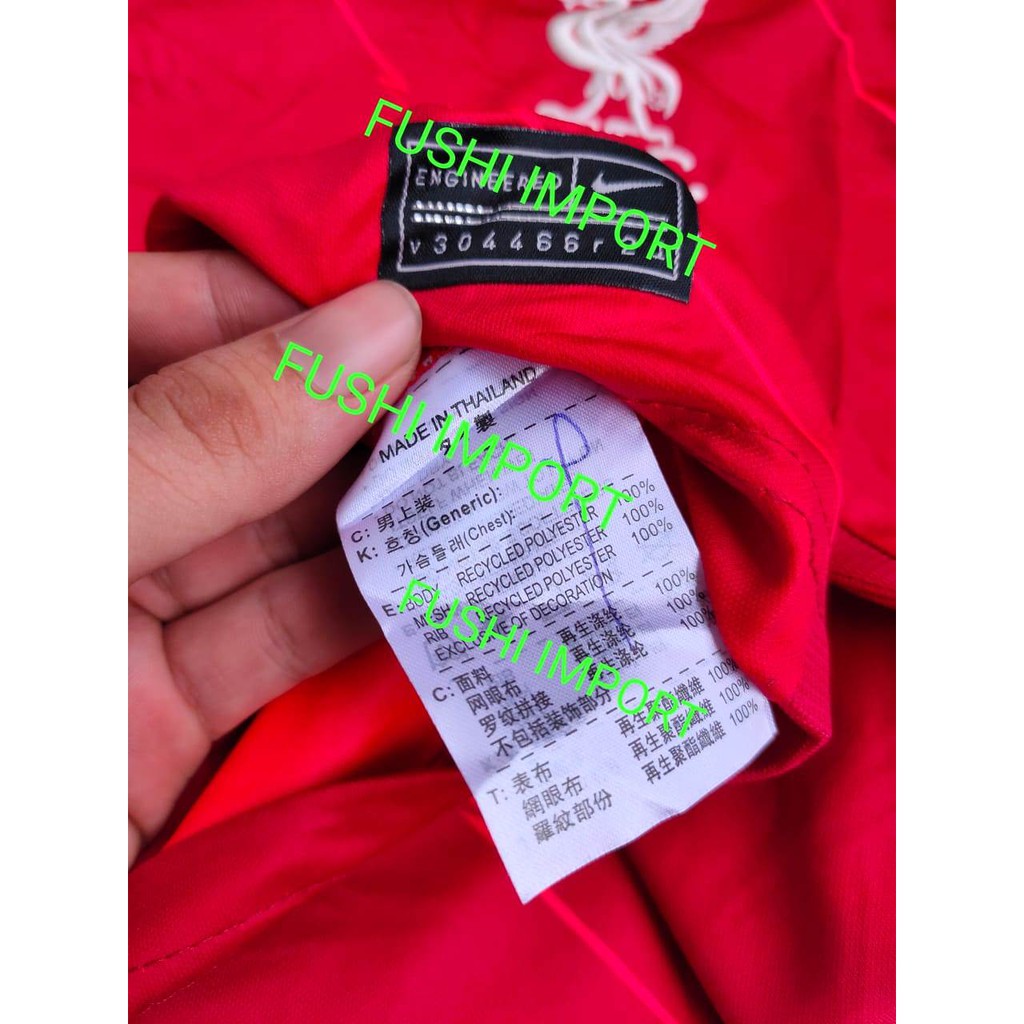 FUSHI IMPORT
ENGINEERED
v304466r21
FUSHI IMPORT
MADE IN THAILAND
C: 男上装
K: 호칭(Generic):
가슴둘래(Chest):
E: BODY RECYCLED POLYESTER 100%
MESH RECYCLED POLYESTER 100%
RIB RECYCLED POLYESTER 100%
EXCLUSIVE OF DECORATION
FUSHI IMPORT
C: 面料 再生涤纶 100%
网眼布 再生涤纶 100%
罗纹拼接 再生涤纶 100%
不包括装饰部分
T: 表布 再生聚酯纖維 100%
網眼布 再生聚酯纖維 100%
羅紋部份 再生聚酯纖維 100%